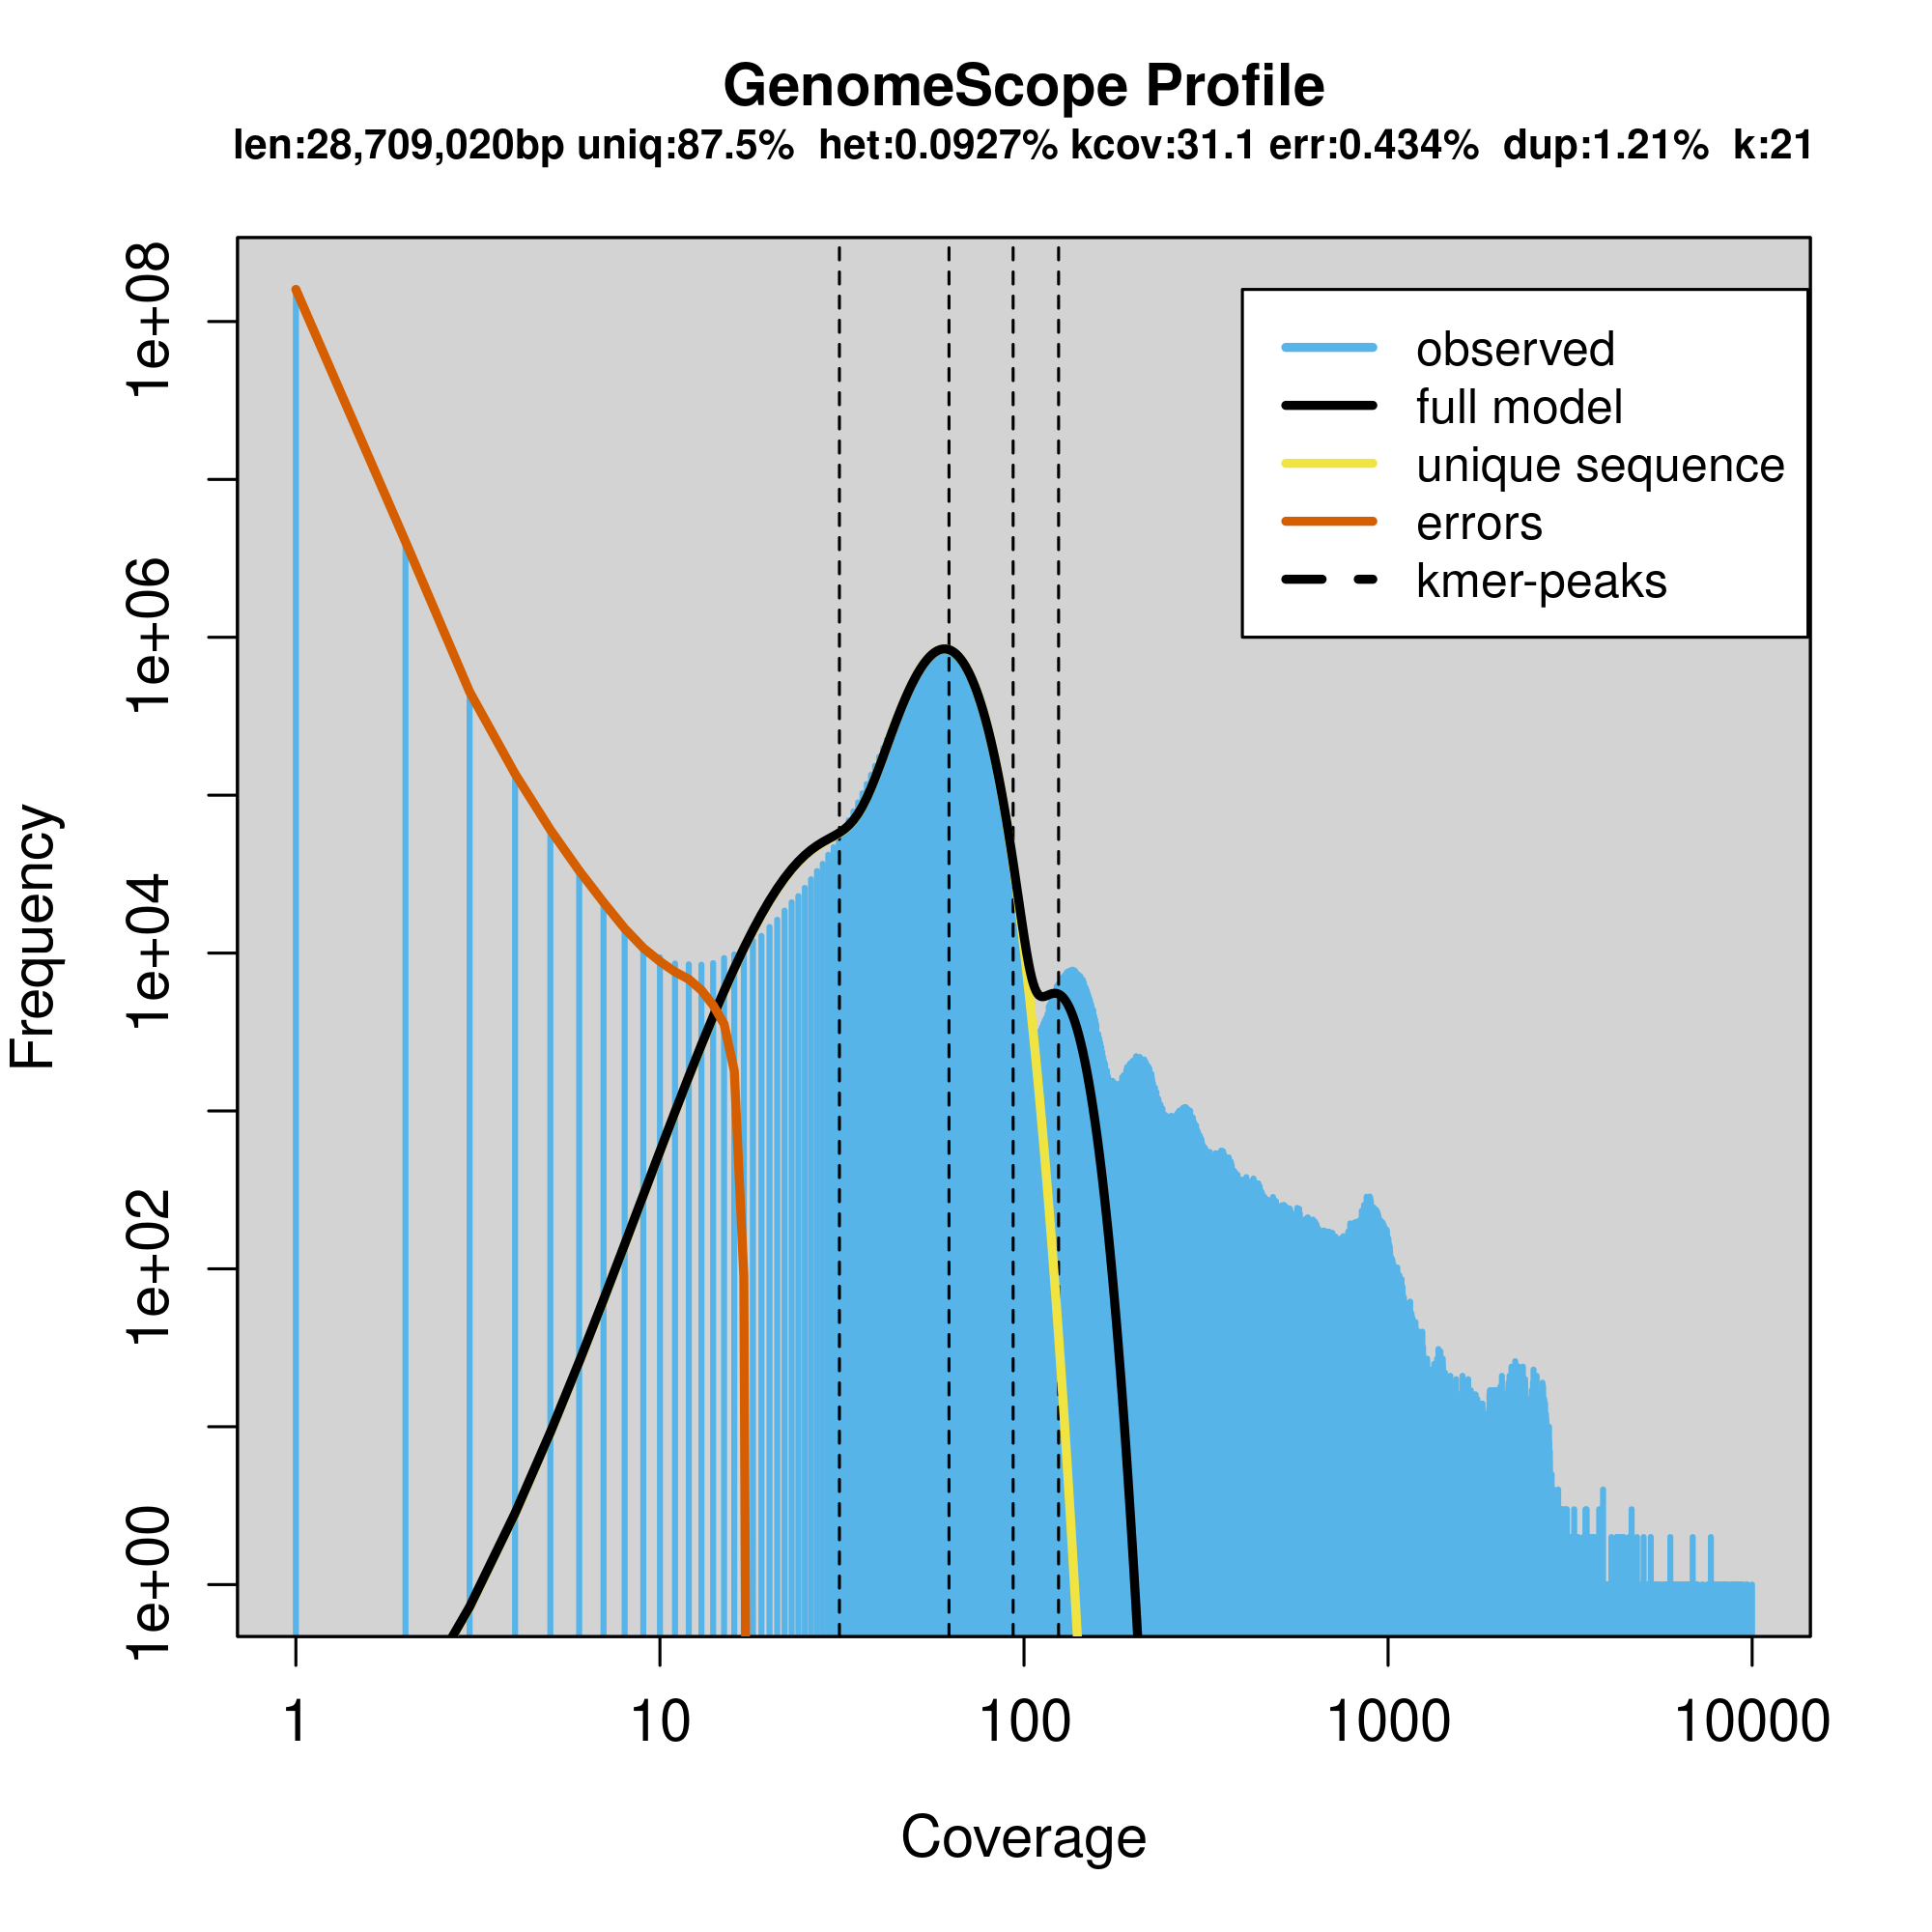 GenomeScope Profile
len:28,709,020bp uniq:87.5% het:0.0927% kcov:31.1 err:0.434% dup:1.21% k:21
observed
full model
unique sequence
errors
kmer-peaks
Frequency
1e+08
1e+06
1e+04
1e+02
1e+00
1 10 100 1000 10000
Coverage